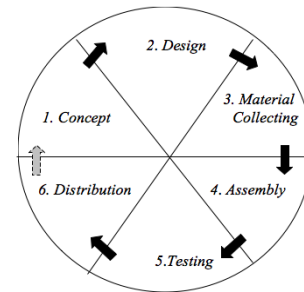 2. Design
3. Material
Collecting
1. Concept
6. Distribution
4. Assembly
5.Testing